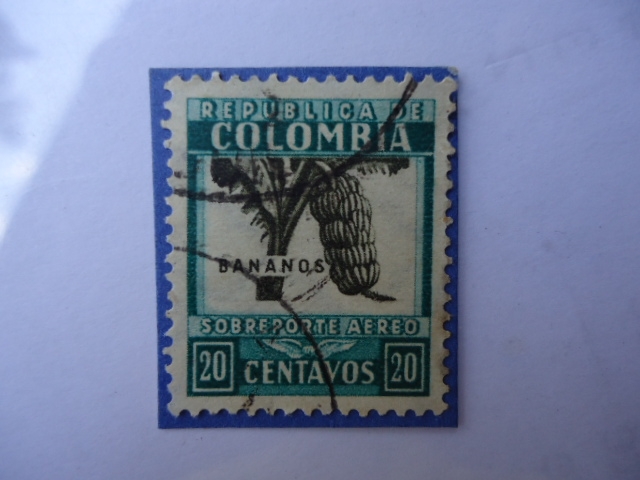 REPUBLICA DE
COLOMBIA
BANANOS
SOBREPORTE AEREO
20 CENTAVOS 20